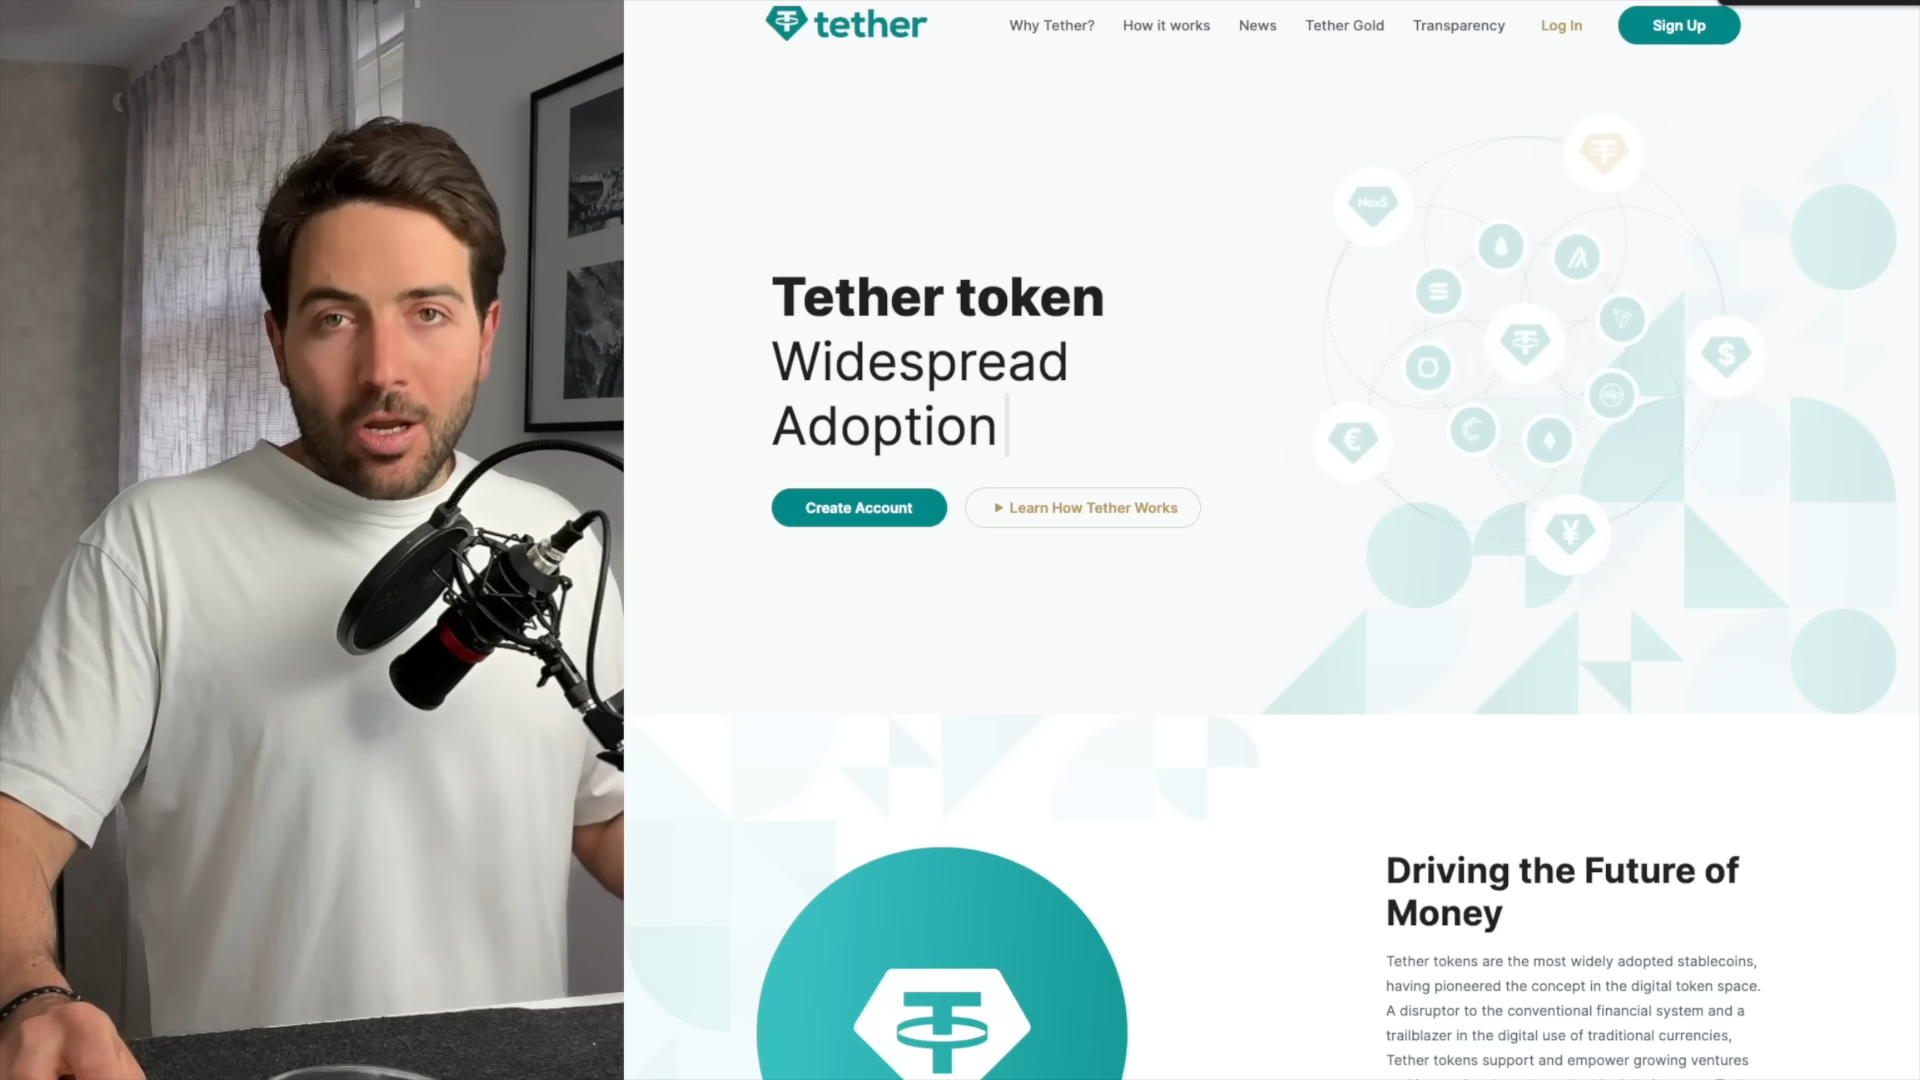 tether
Why Tether?
How it works
News
Tether Gold
Transparency
Log In
Sign Up
Mex$
$
€
¥
Tether token
Widespread
Adoption
Create Account
Learn How Tether Works
Driving the Future of
Money
Tether tokens are the most widely adopted stablecoins,
having pioneered the concept in the digital token space.
A disruptor to the conventional financial system and a
trailblazer in the digital use of traditional currencies,
Tether tokens support and empower growing ventures